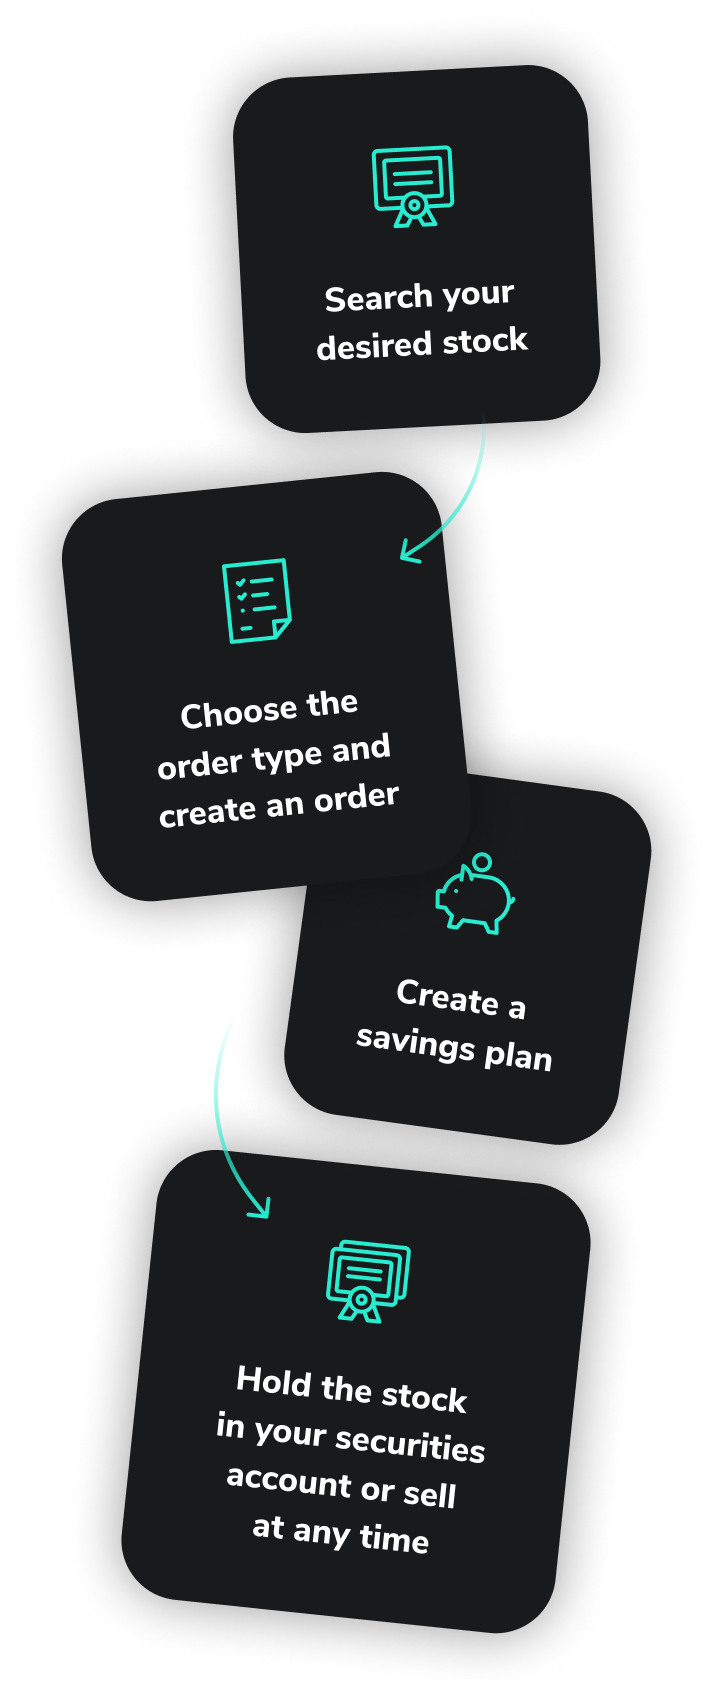 Search your
desired stock
Choose the
order type and
create an order
Create a
savings plan
Hold the stock
in your securities
account or sell
at any time